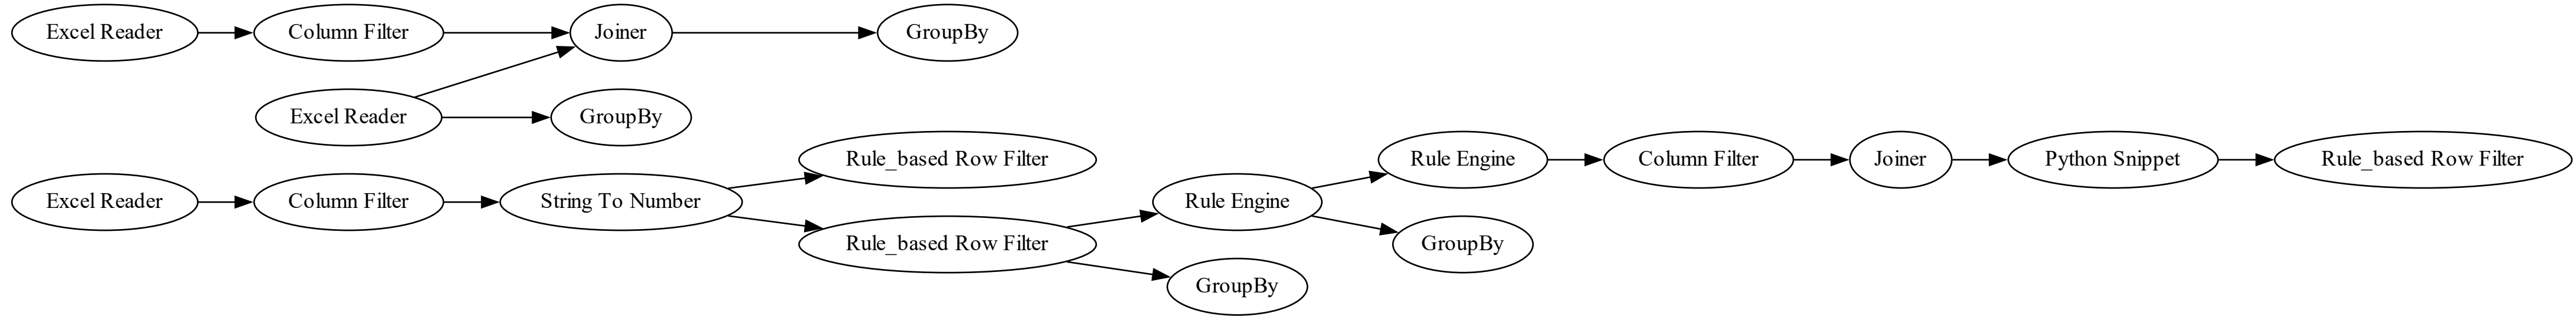 Excel Reader
Column Filter
Joiner
GroupBy
Excel Reader
GroupBy
Rule_based Row Filter
Rule Engine
Column Filter
Joiner
Python Snippet
Rule_based Row Filter
Excel Reader
Column Filter
String To Number
Rule Engine
Rule_based Row Filter
GroupBy
GroupBy